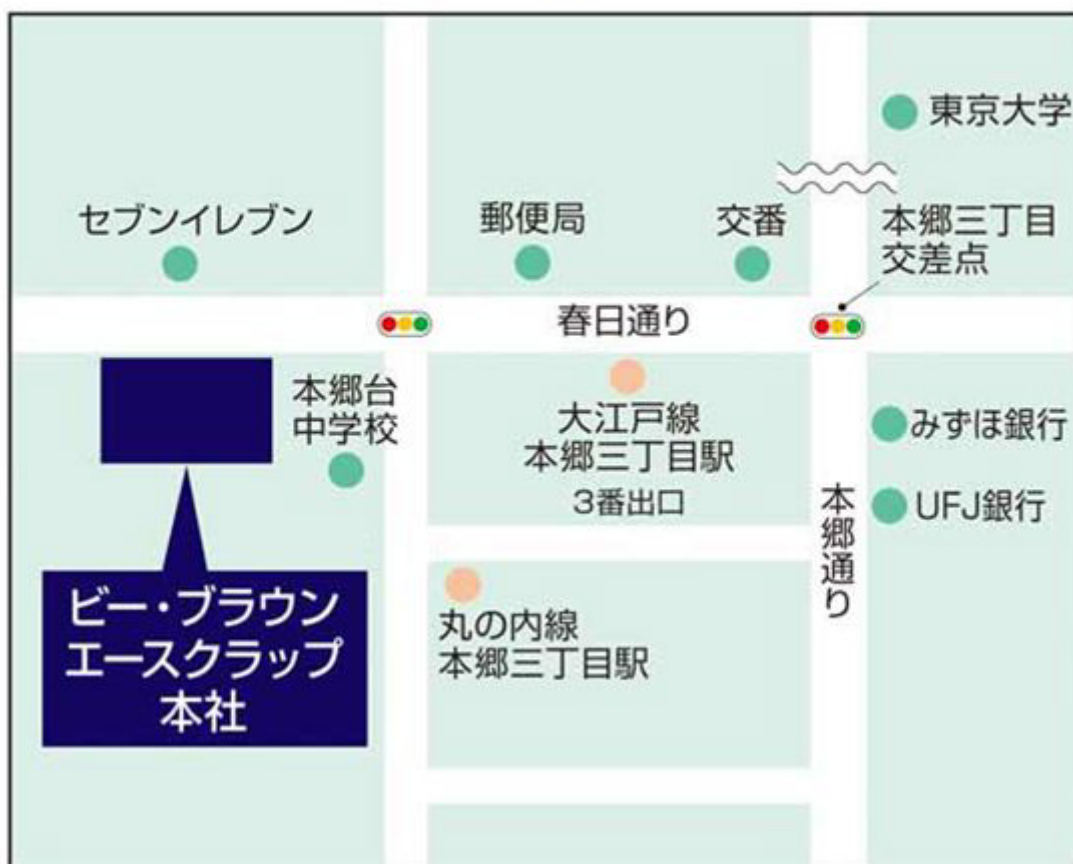 東京大学
セブンイレブン
郵便局
交番
本郷三丁目
交差点
春日通り
本郷台
中学校
大江戸線
本郷三丁目駅
3番出口
みずほ銀行
UFJ銀行
本郷通り
ビー・ブラウン
エースクラップ
本社
丸の内線
本郷三丁目駅